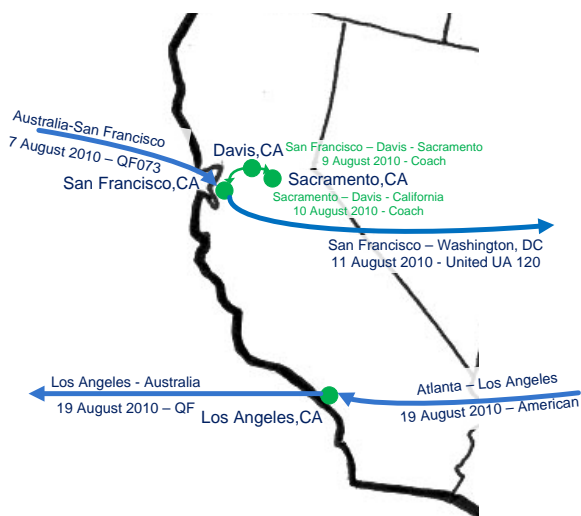 Australia-San Francisco
7 August 2010 – QF073
Davis,CA
San Francisco – Davis - Sacramento
9 August 2010 - Coach
San Francisco,CA
Sacramento,CA
Sacramento – Davis - California
10 August 2010 - Coach
San Francisco – Washington, DC
11 August 2010 - United UA 120
Los Angeles - Australia
19 August 2010 – QF
Los Angeles,CA
Atlanta – Los Angeles
19 August 2010 – American